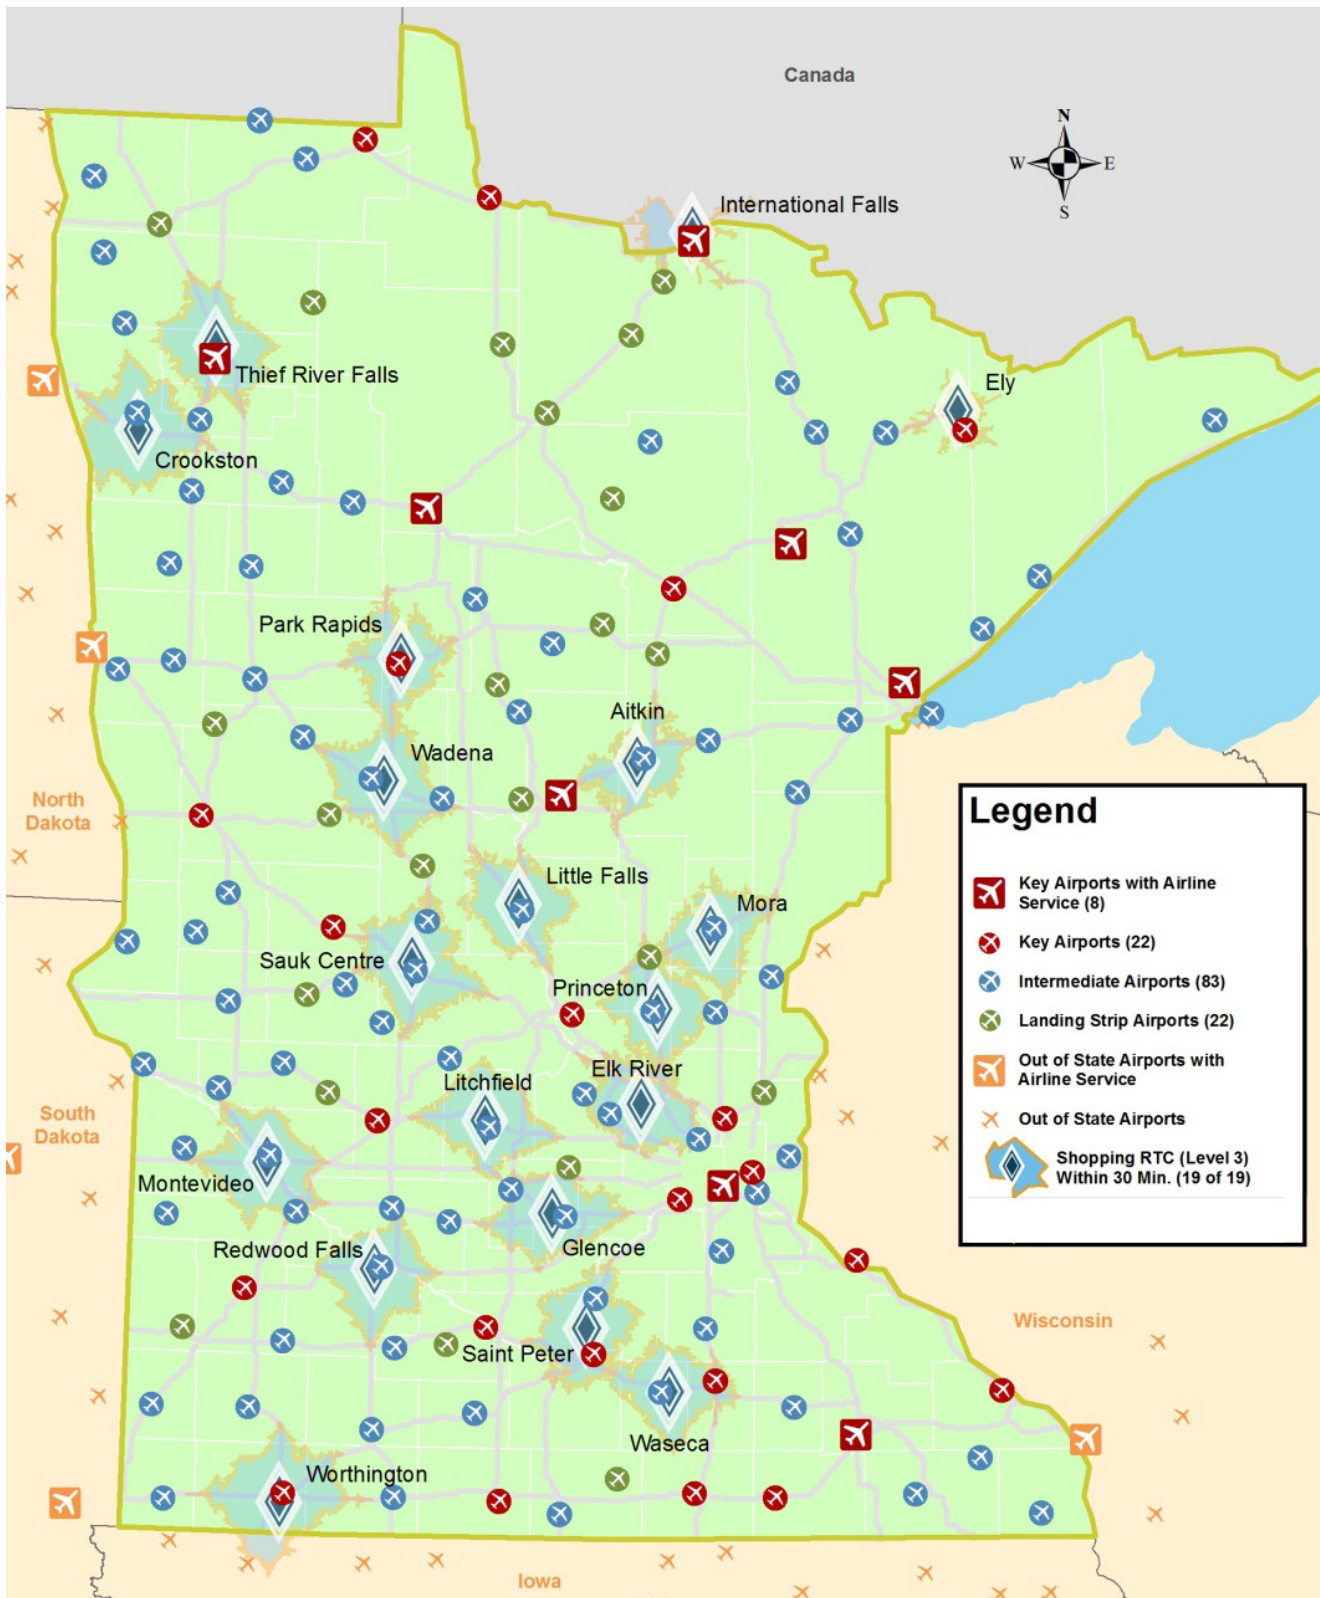 Canada
N
W
E
S
International Falls
Thief River Falls
Ely
Crookston
Park Rapids
Aitkin
Wadena
North
Dakota
Legend
Key Airports with Airline
Service (8)
Key Airports (22)
Intermediate Airports (83)
Landing Strip Airports (22)
Out of State Airports with
Airline Service
Out of State Airports
Shopping RTC (Level 3)
Within 30 Min. (19 of 19)
Little Falls
Mora
Sauk Centre
Princeton
Elk River
Litchfield
South
Dakota
Montevideo
Redwood Falls
Glencoe
Wisconsin
Saint Peter
Waseca
Worthington
Iowa